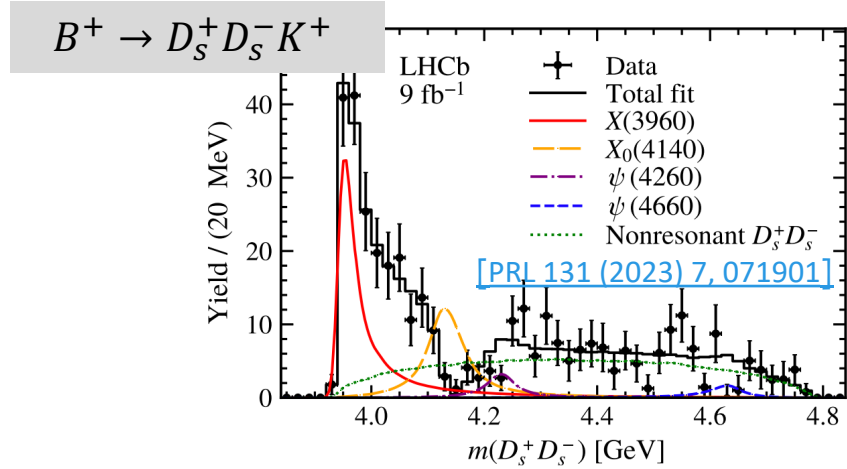 B⁺ → Dₛ⁺Dₛ⁻K⁺
LHCb
9 fb⁻¹
Data
Total fit
X(3960)
X₀(4140)
ψ(4260)
ψ(4660)
Nonresonant Dₛ⁺Dₛ⁻
[PRL 131 (2023) 7, 071901]
Yield / (20 MeV)
40
30
20
10
0
4.0 4.2 4.4 4.6 4.8
m(Dₛ⁺Dₛ⁻) [GeV]